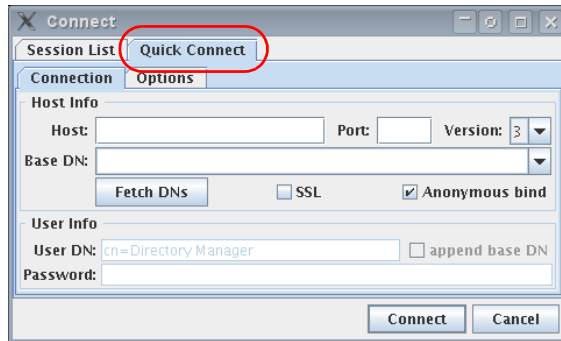 Connect
Session List Quick Connect
Connection Options
Host Info
Host: Port: Version: 3
Base DN:
Fetch DNs SSL Anonymous bind
User Info
User DN: cn=Directory Manager append base DN
Password:
Connect Cancel